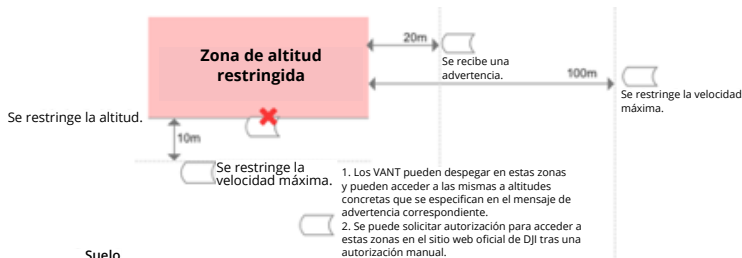 Zona de altitud
restringida
20m
Se recibe una
advertencia.
100m
Se restringe la velocidad
máxima.
Se restringe la altitud.
10m
Se restringe la
velocidad máxima.
1. Los VANT pueden despegar en estas zonas
y pueden acceder a las mismas a altitudes
concretas que se especifican en el mensaje de
advertencia correspondiente.
2. Se puede solicitar autorización para acceder a
estas zonas en el sitio web oficial de DJI tras una
autorización manual.
Suelo